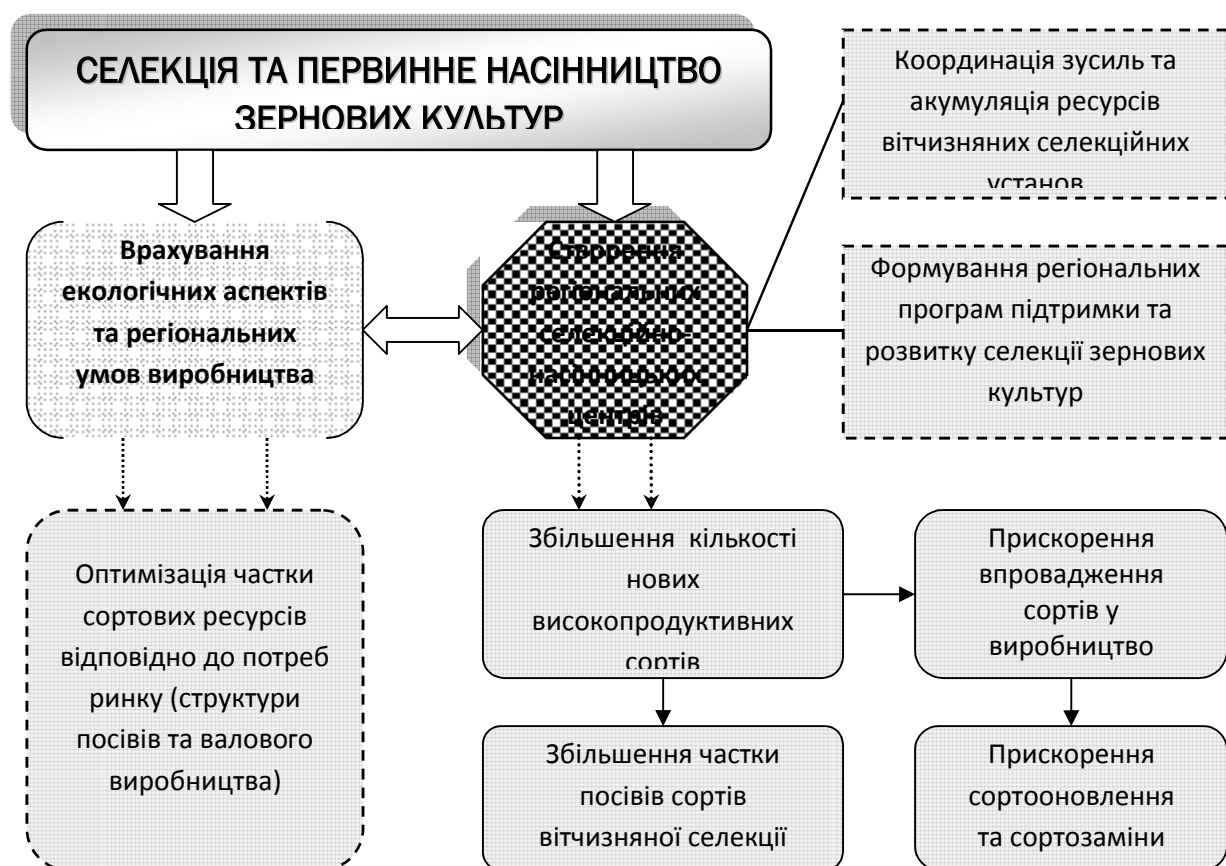 СЕЛЕКЦІЯ ТА ПЕРВИННЕ НАСІННИЦТВО
ЗЕРНОВИХ КУЛЬТУР
Координація зусиль та
акумуляція ресурсів
вітчизняних селекційних
установ
Врахування
екологічних аспектів
та регіональних
умов виробництва
Створення
регіональних
селекційно-
насінницьких
центрів
Формування регіональних
програм підтримки та
розвитку селекції зернових
культур
Оптимізація частки
сортових ресурсів
відповідно до потреб
ринку (структури
посівів та валового
виробництва)
Збільшення кількості
нових
високопродуктивних
сортів
Прискорення
впровадження
сортів у
виробництво
Збільшення частки
посівів сортів
вітчизняної селекції
Прискорення
сортооновлення
та сортозаміни